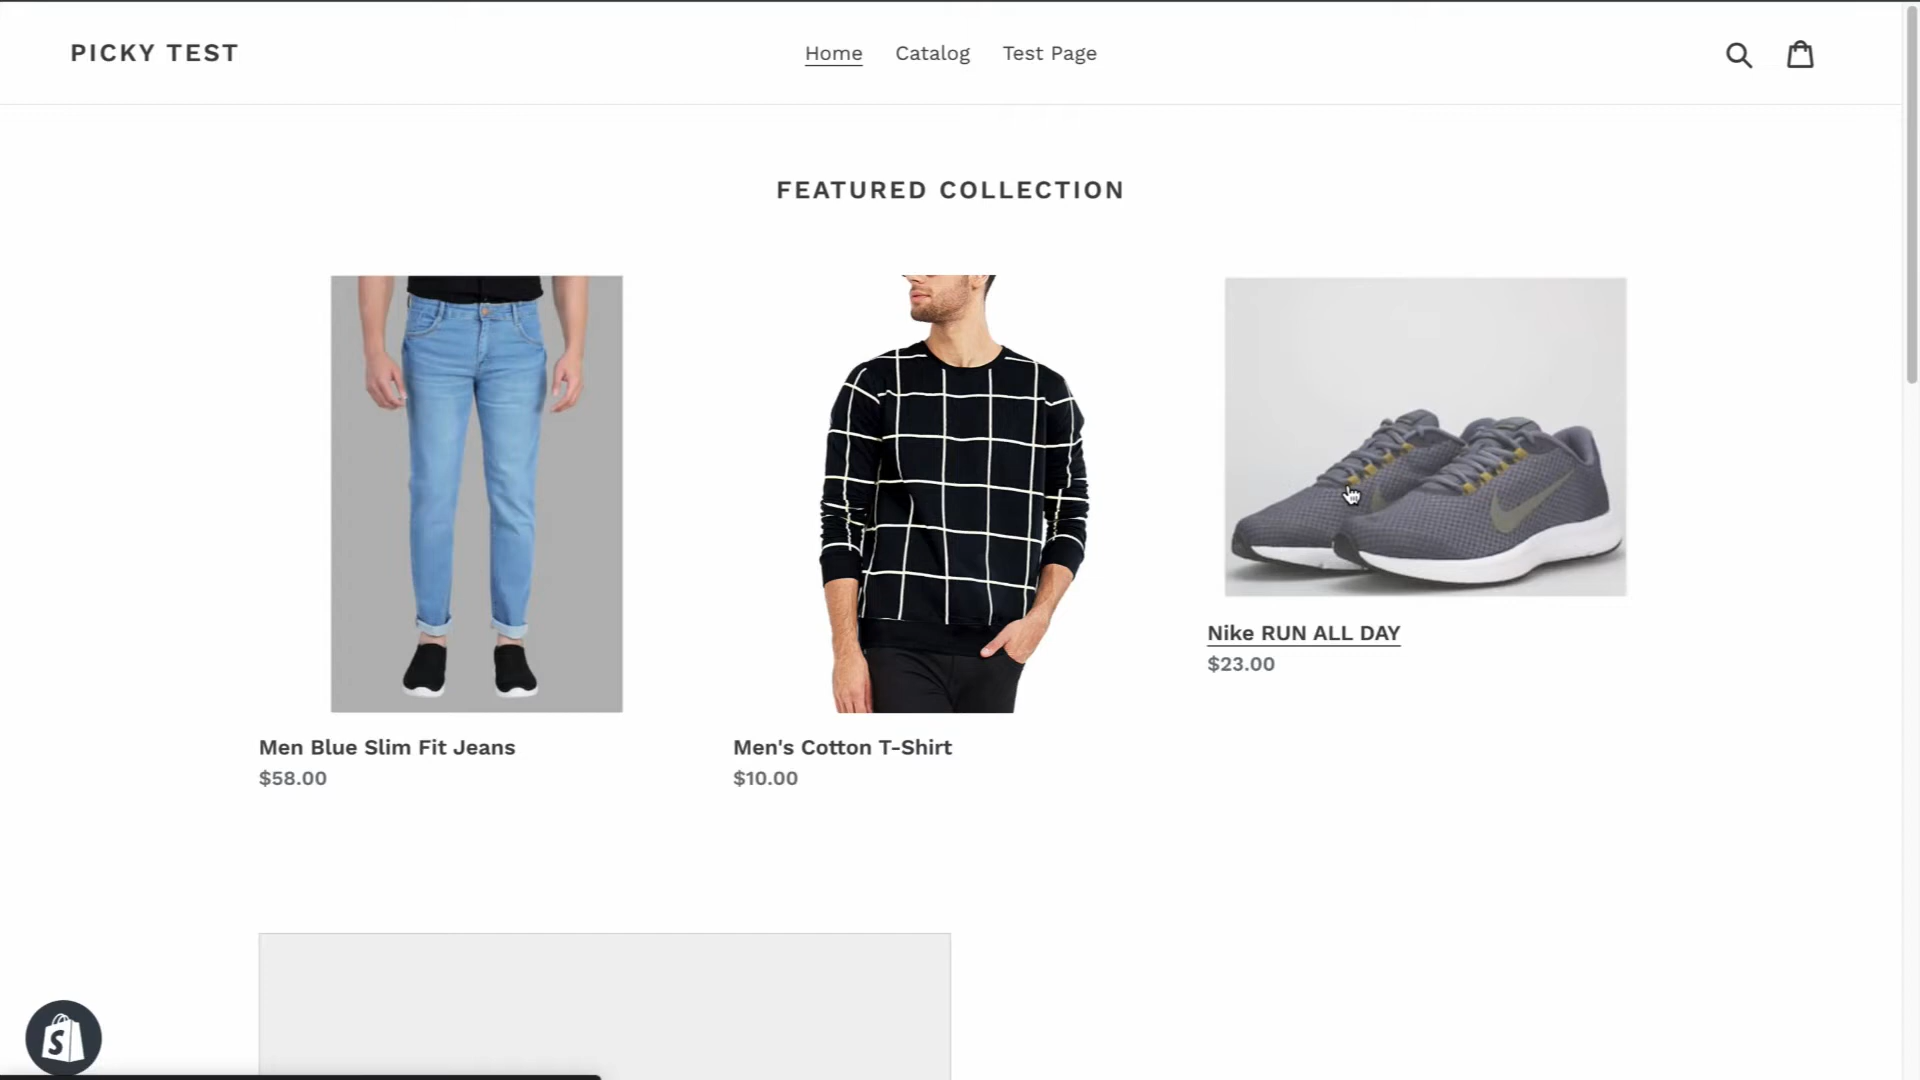 PICKY TEST
Home Catalog Test Page
FEATURED COLLECTION
Men Blue Slim Fit Jeans
$58.00
Men's Cotton T-Shirt
$10.00
Nike RUN ALL DAY
$23.00